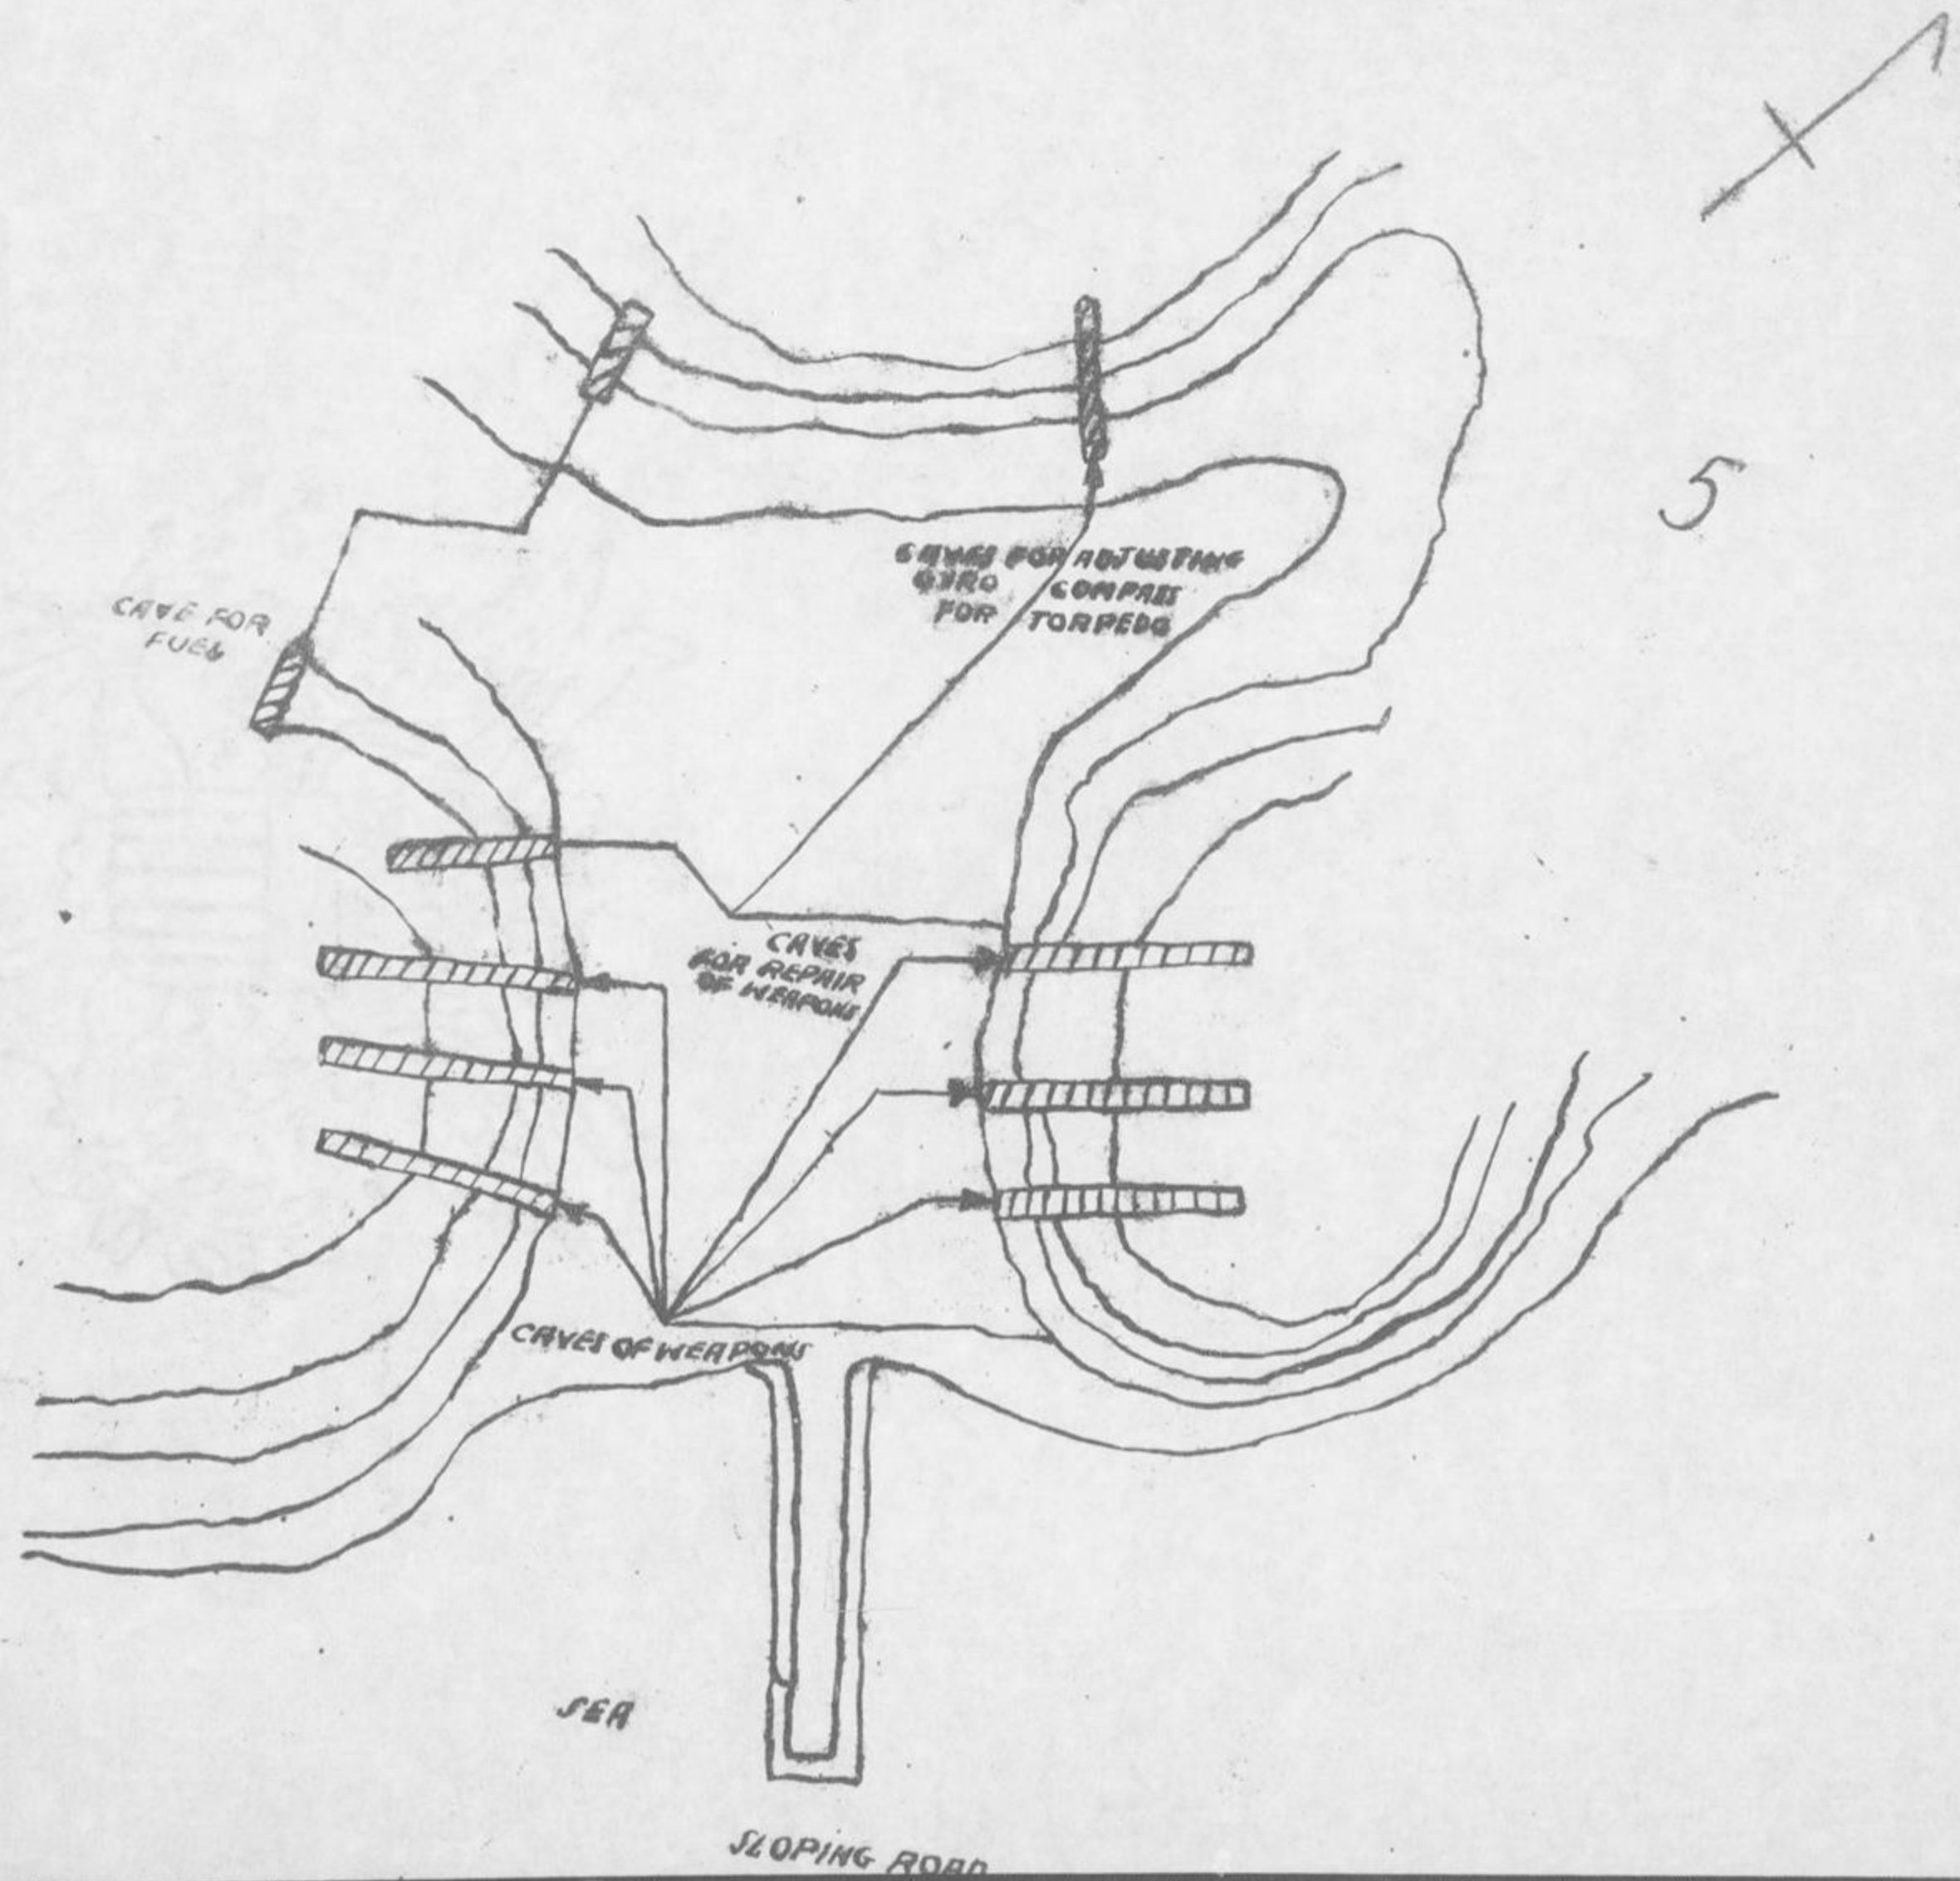 5
CAVES FOR ADJUSTING
GYRO COMPASS
FOR TORPEDO
CAVE FOR
FUEL
CAVES
FOR REPAIR
OF WEAPONS
CAVES OF WEAPONS
SEA
SLOPING ROAD